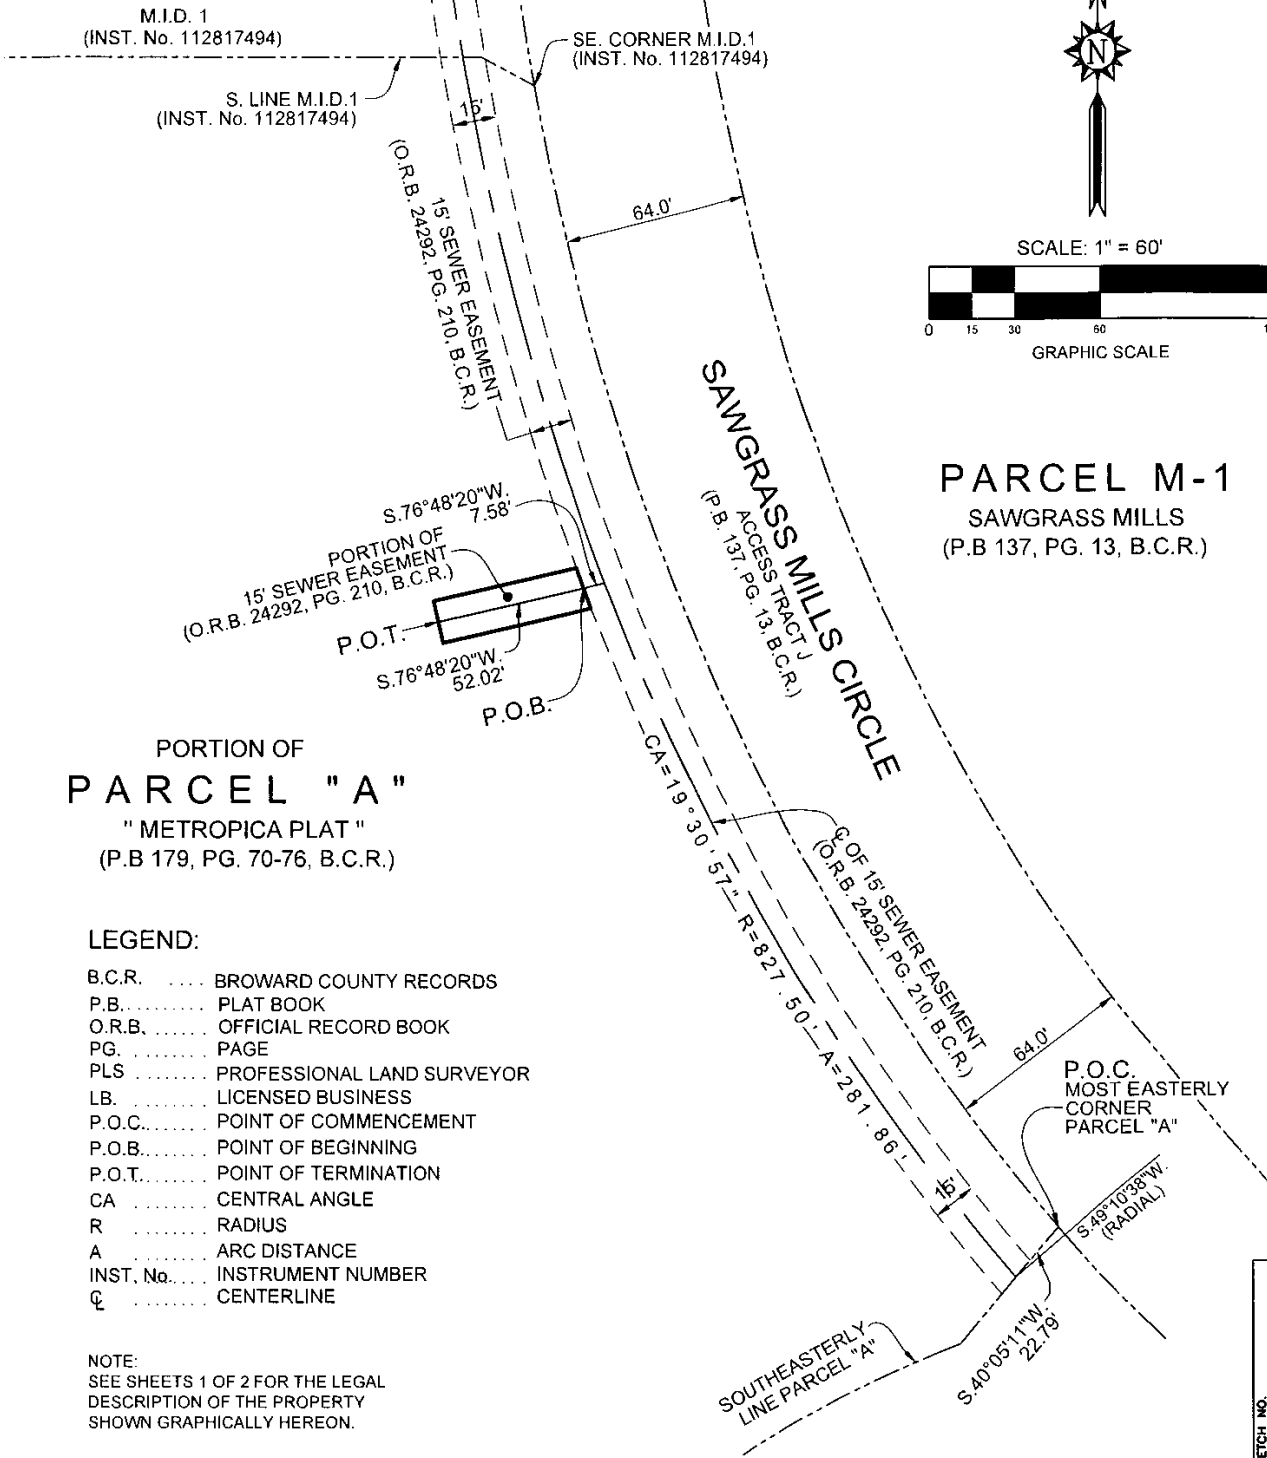 M.I.D. 1
(INST. No. 112817494)
SE. CORNER M.I.D.1
(INST. No. 112817494)
S. LINE M.I.D.1
(INST. No. 112817494)
15'
N
15' SEWER EASEMENT
(O.R.B. 24292, PG. 210, B.C.R.)
64.0'
SCALE: 1" = 60'
0 15 30 60
GRAPHIC SCALE
SAWGRASS MILLS CIRCLE
ACCESS TRACT J
(P.B. 137, PG. 13, B.C.R.)
PARCEL M-1
SAWGRASS MILLS
(P.B 137, PG. 13, B.C.R.)
S.76°48'20"W.
7.58'
PORTION OF
15' SEWER EASEMENT
(O.R.B. 24292, PG. 210, B.C.R.)
P.O.T.
S.76°48'20"W.
52.02'
P.O.B.
PORTION OF
PARCEL "A"
"METROPICA PLAT"
(P.B 179, PG. 70-76, B.C.R.)
CA=19°30'57" R=827.50' A=281.86'
℄ OF 15' SEWER EASEMENT
(O.R.B. 24292, PG. 210, B.C.R.)
64.0'
P.O.C.
MOST EASTERLY
CORNER
PARCEL "A"
15'
S.49°10'38"W.
(RADIAL)
S.40°05'11"W.
22.79'
SOUTHEASTERLY
LINE PARCEL "A"
LEGEND:
B.C.R. .... BROWARD COUNTY RECORDS
P.B. ........ PLAT BOOK
O.R.B. ...... OFFICIAL RECORD BOOK
PG. ........ PAGE
PLS ........ PROFESSIONAL LAND SURVEYOR
LB. ........ LICENSED BUSINESS
P.O.C. ...... POINT OF COMMENCEMENT
P.O.B. ...... POINT OF BEGINNING
P.O.T. ...... POINT OF TERMINATION
CA ........ CENTRAL ANGLE
R ........ RADIUS
A ........ ARC DISTANCE
INST. No. .... INSTRUMENT NUMBER
℄ ........ CENTERLINE
NOTE:
SEE SHEETS 1 OF 2 FOR THE LEGAL
DESCRIPTION OF THE PROPERTY
SHOWN GRAPHICALLY HEREON.
NO.